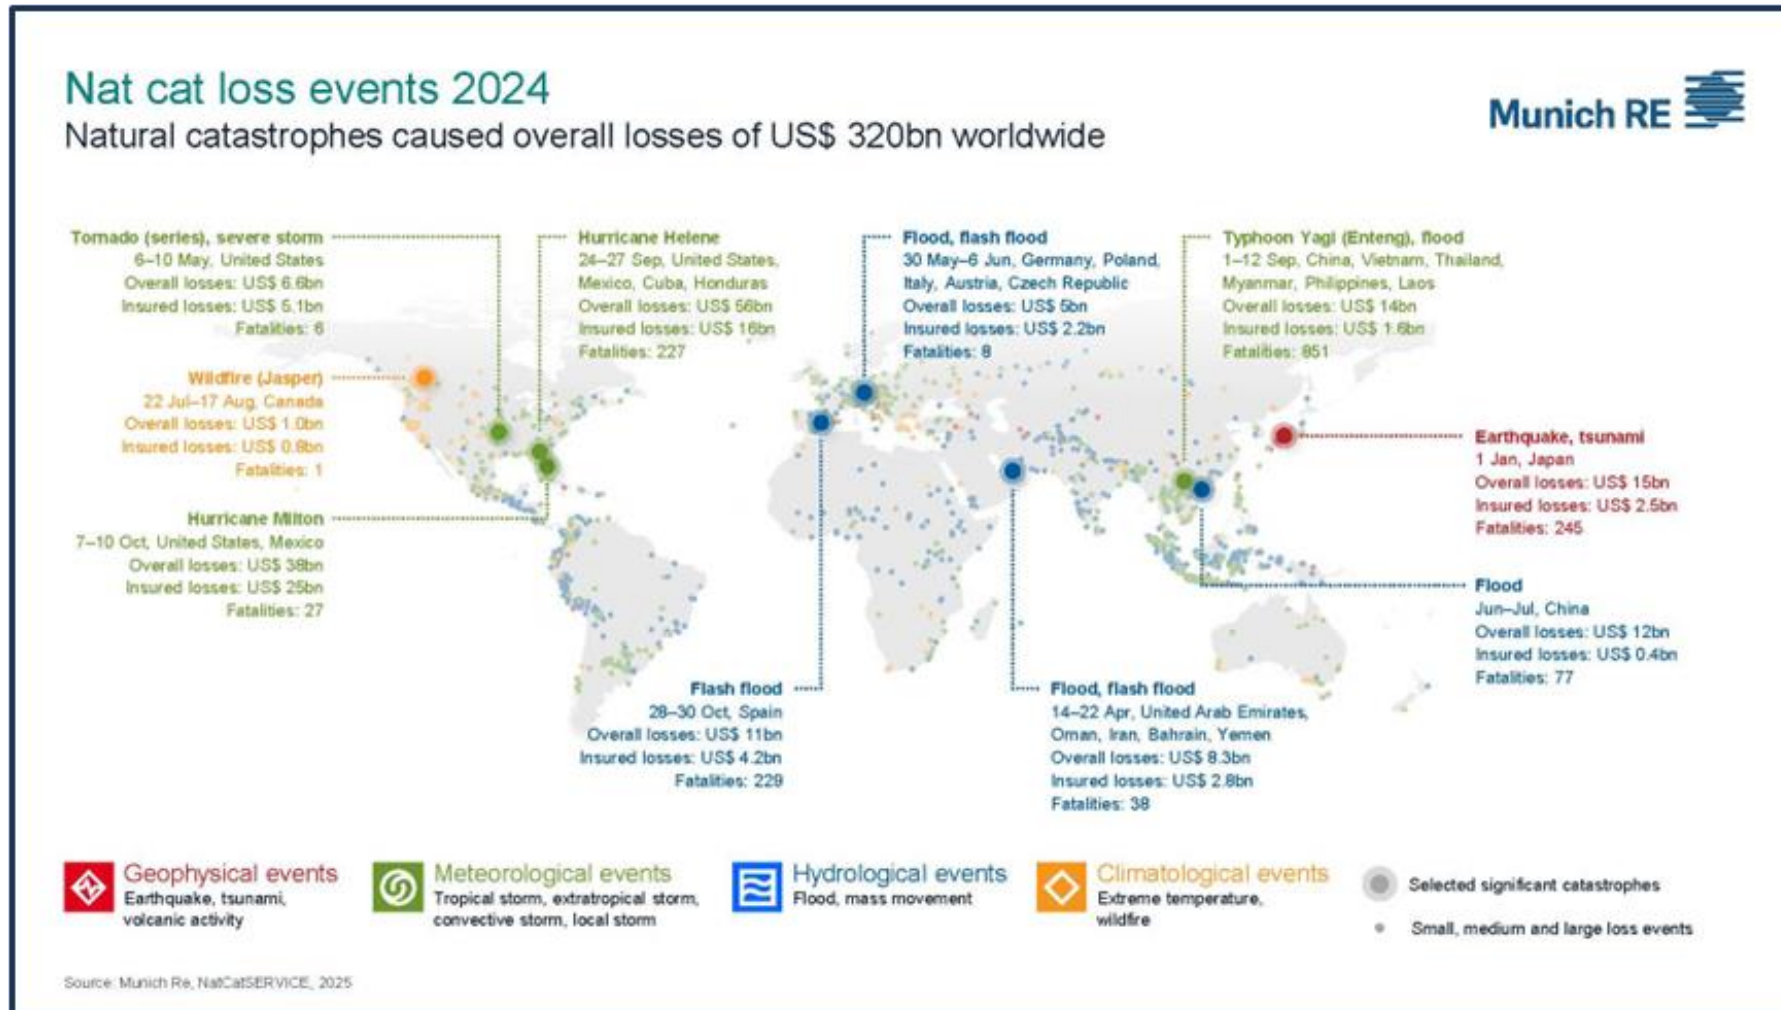 Nat cat loss events 2024
Natural catastrophes caused overall losses of US$ 320bn worldwide
Munich RE
Tornado (series), severe storm
6–10 May, United States
Overall losses: US$ 6.6bn
Insured losses: US$ 5.1bn
Fatalities: 6
Hurricane Helene
24–27 Sep, United States,
Mexico, Cuba, Honduras
Overall losses: US$ 56bn
Insured losses: US$ 16bn
Fatalities: 227
Flood, flash flood
30 May–6 Jun, Germany, Poland,
Italy, Austria, Czech Republic
Overall losses: US$ 5bn
Insured losses: US$ 2.2bn
Fatalities: 8
Typhoon Yagi (Enteng), flood
1–12 Sep, China, Vietnam, Thailand,
Myanmar, Philippines, Laos
Overall losses: US$ 14bn
Insured losses: US$ 1.6bn
Fatalities: 851
Wildfire (Jasper)
22 Jul–17 Aug, Canada
Overall losses: US$ 1.0bn
Insured losses: US$
Fatalities: 1
Earthquake, tsunami
1 Jan, Japan
Overall losses: US$ 15bn
Insured losses: US$ 2.5bn
Fatalities: 245
Hurricane Milton
7–10 Oct, United States, Mexico
Overall losses: US$ 38bn
Insured losses: US$ 25bn
Fatalities: 27
Flood
Jun–Jul, China
Overall losses: US$ 12bn
Insured losses: US$ 0.4bn
Fatalities: 77
Flash flood
28–30 Oct, Spain
Overall losses: US$ 11bn
Insured losses: US$ 4.2bn
Fatalities: 229
Flood, flash flood
14–22 Apr, United Arab Emirates,
Oman, Iran, Bahrain, Yemen
Overall losses: US$ 8.3bn
Insured losses: US$ 2.8bn
Fatalities: 38
Geophysical events
Earthquake, tsunami,
volcanic activity
Meteorological events
Tropical storm, extratropical storm,
convective storm, local storm
Hydrological events
Flood, mass movement
Climatological events
Extreme temperature,
wildfire
Selected significant catastrophes
Small, medium and large loss events
Source: Munich Re, NatCatSERVICE, 2025